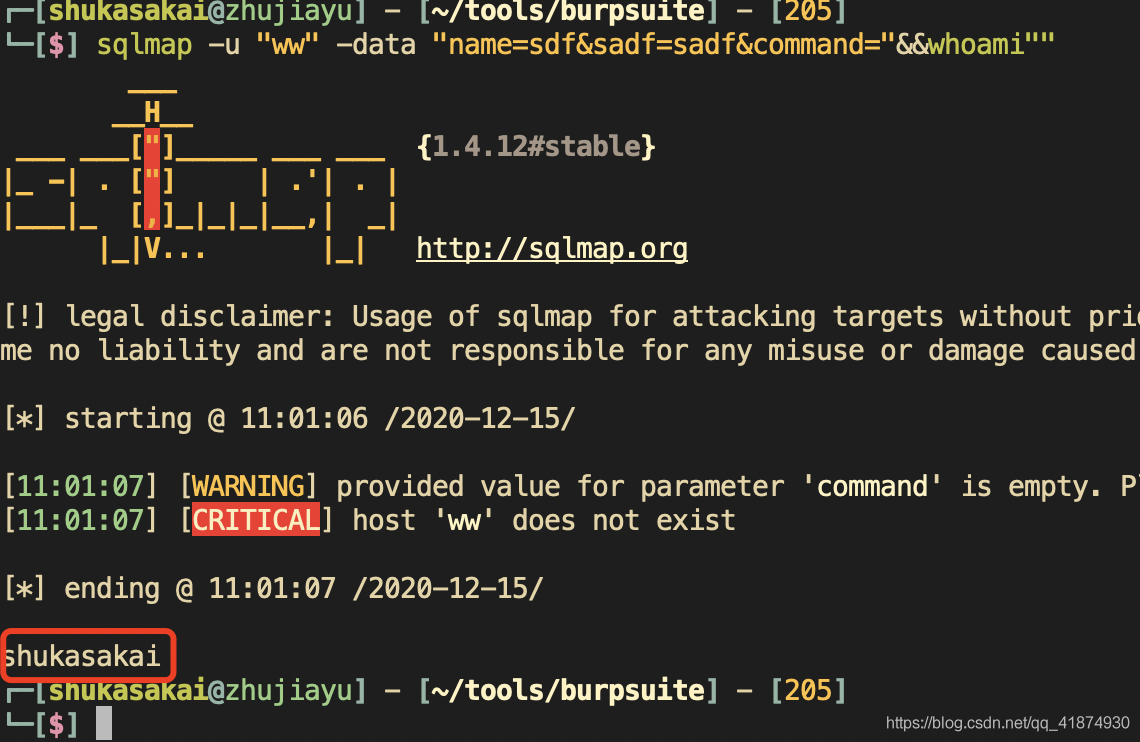 ┌─[shukasakai@zhujiayu] – [~/tools/burpsuite] – [205]
└─[$] sqlmap -u "ww" -data "name=sdf&sadf=sadf&command="&&whoami""
        ___
       __H__
 ___ ___["]_____ ___ ___  {1.4.12#stable}
|_ -| . ["]     | .'| . |
|___|_  [,]_|_|_|__,|  _|
      |_|V...       |_|   http://sqlmap.org
[!] legal disclaimer: Usage of sqlmap for attacking targets without
me no liability and are not responsible for any misuse or damage caused
[*] starting @ 11:01:06 /2020-12-15/
[11:01:07] [WARNING] provided value for parameter 'command' is empty.
[11:01:07] [CRITICAL] host 'ww' does not exist
[*] ending @ 11:01:07 /2020-12-15/
shukasakai
┌─[shukasakai@zhujiayu] – [~/tools/burpsuite] – [205]
└─[$]
https://blog.csdn.net/qq_41874930